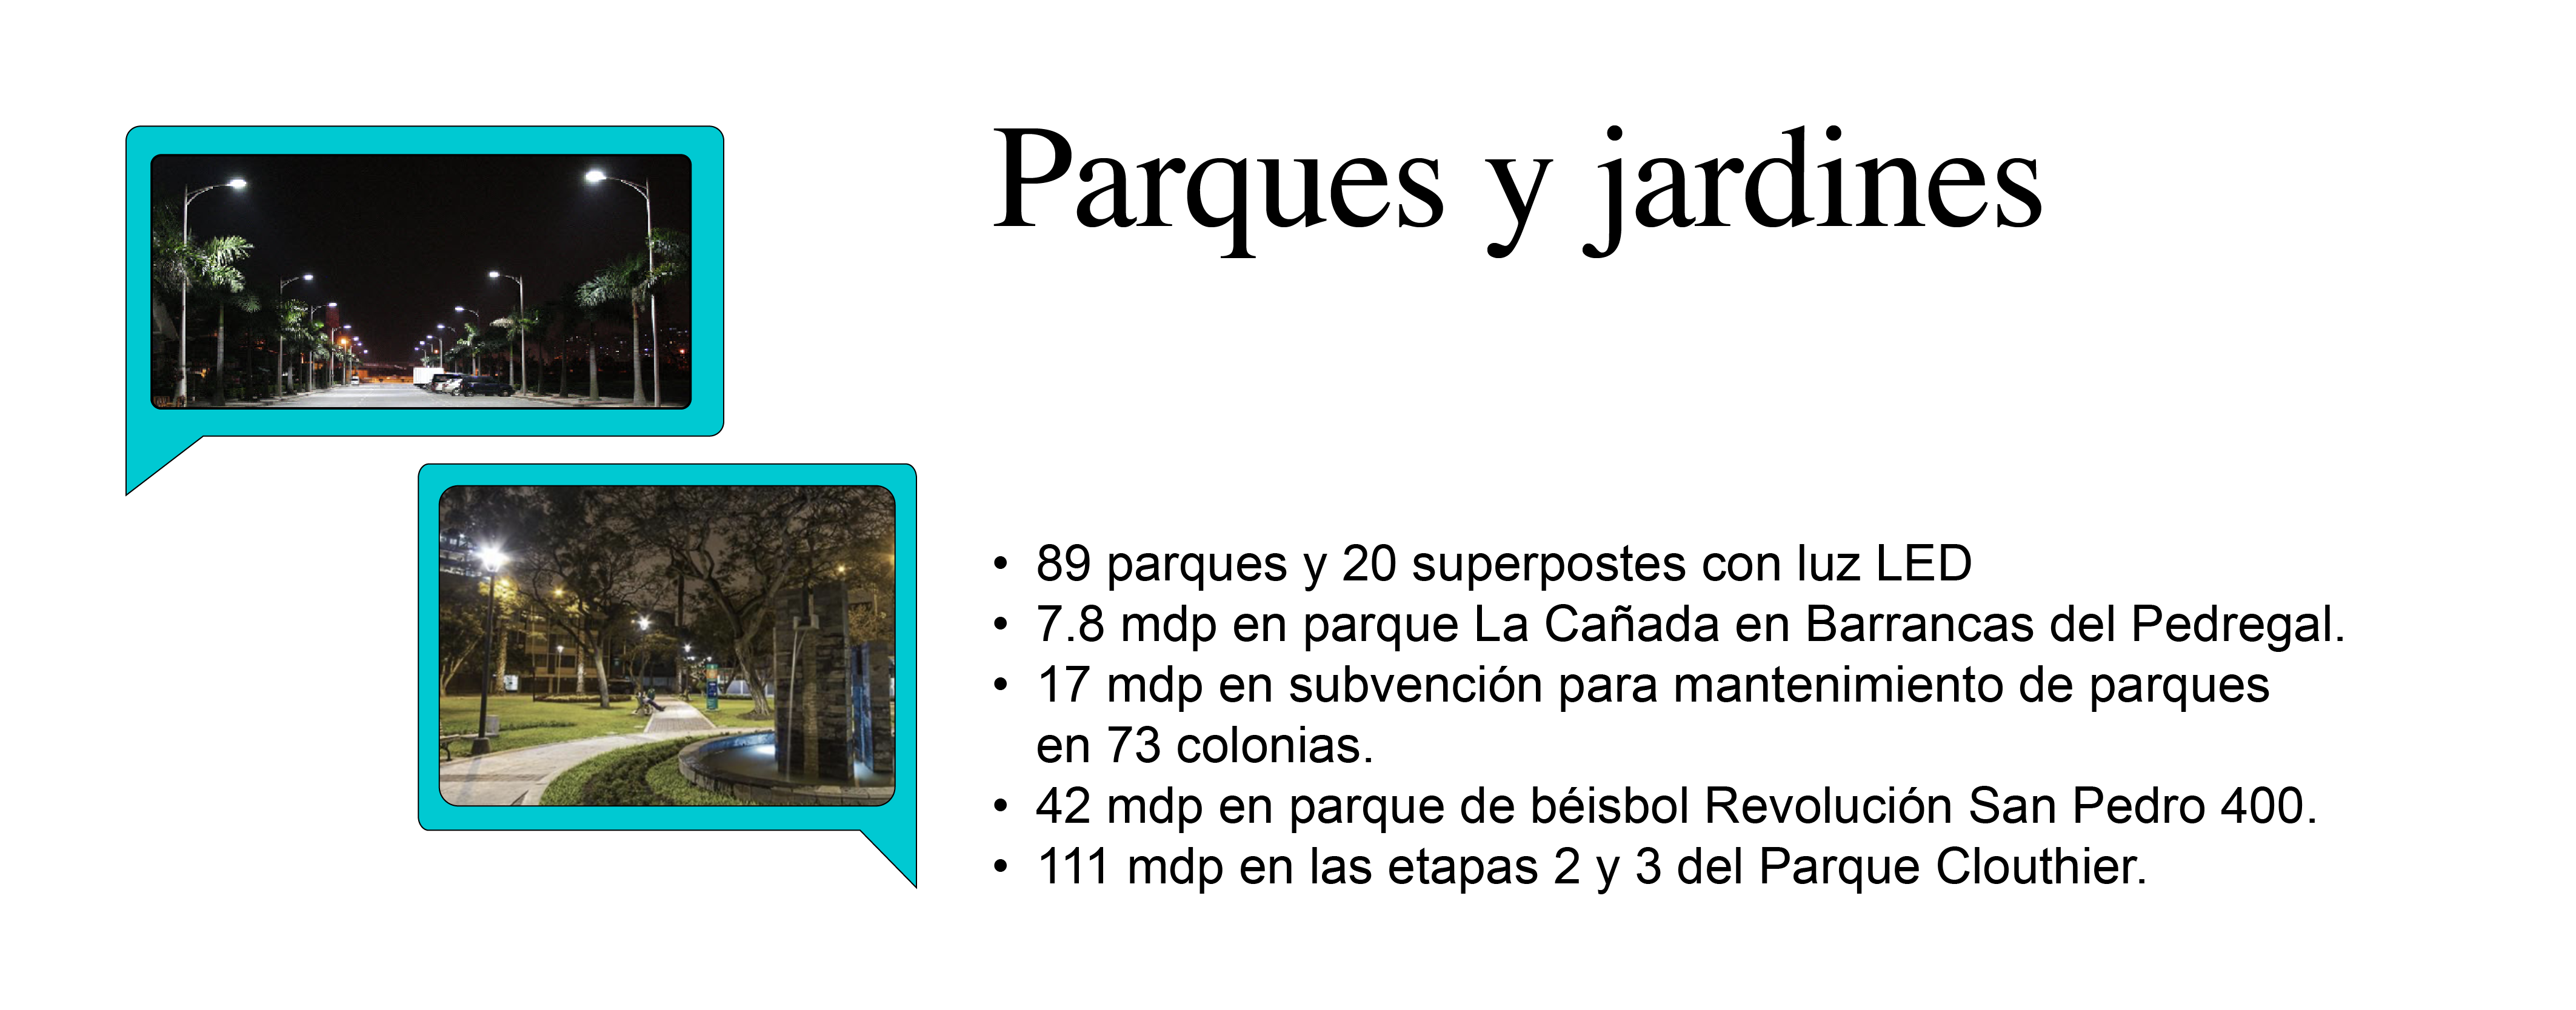 Parques y jardines
• 89 parques y 20 superpostes con luz LED
• 7.8 mdp en parque La Cañada en Barrancas del Pedregal.
• 17 mdp en subvención para mantenimiento de parques
en 73 colonias.
• 42 mdp en parque de béisbol Revolución San Pedro 400.
• 111 mdp en las etapas 2 y 3 del Parque Clouthier.